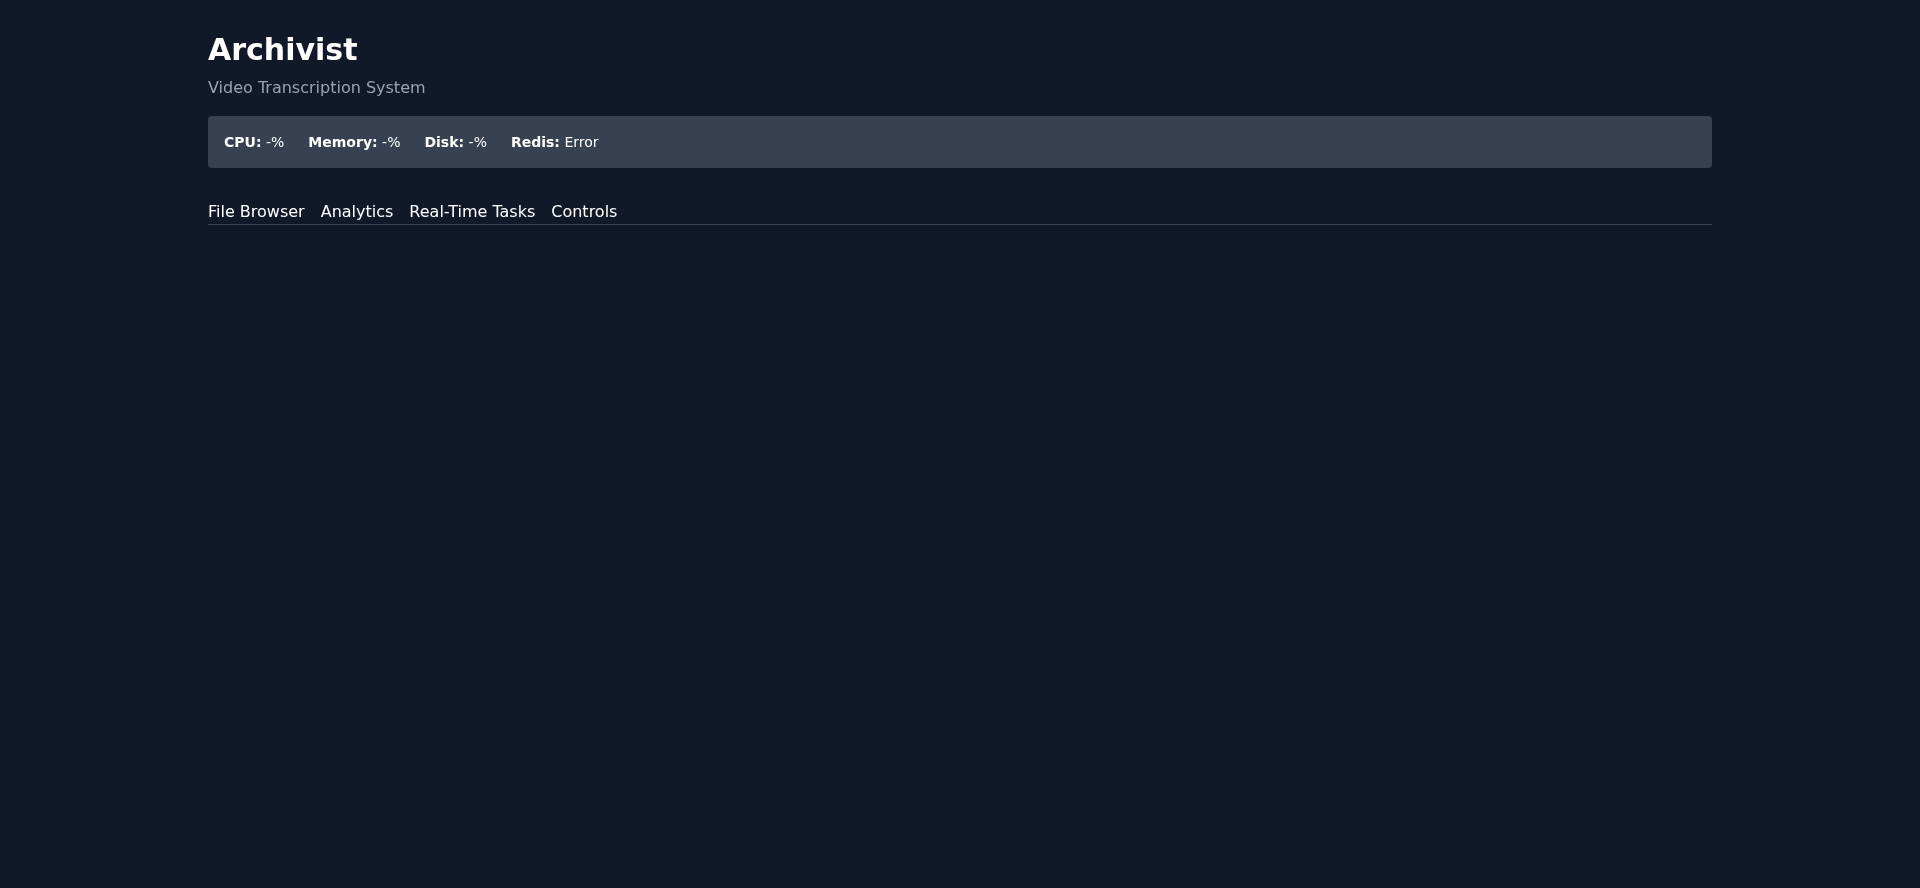 Archivist
Video Transcription System
CPU: -% Memory: -% Disk: -% Redis: Error
File Browser Analytics Real-Time Tasks Controls